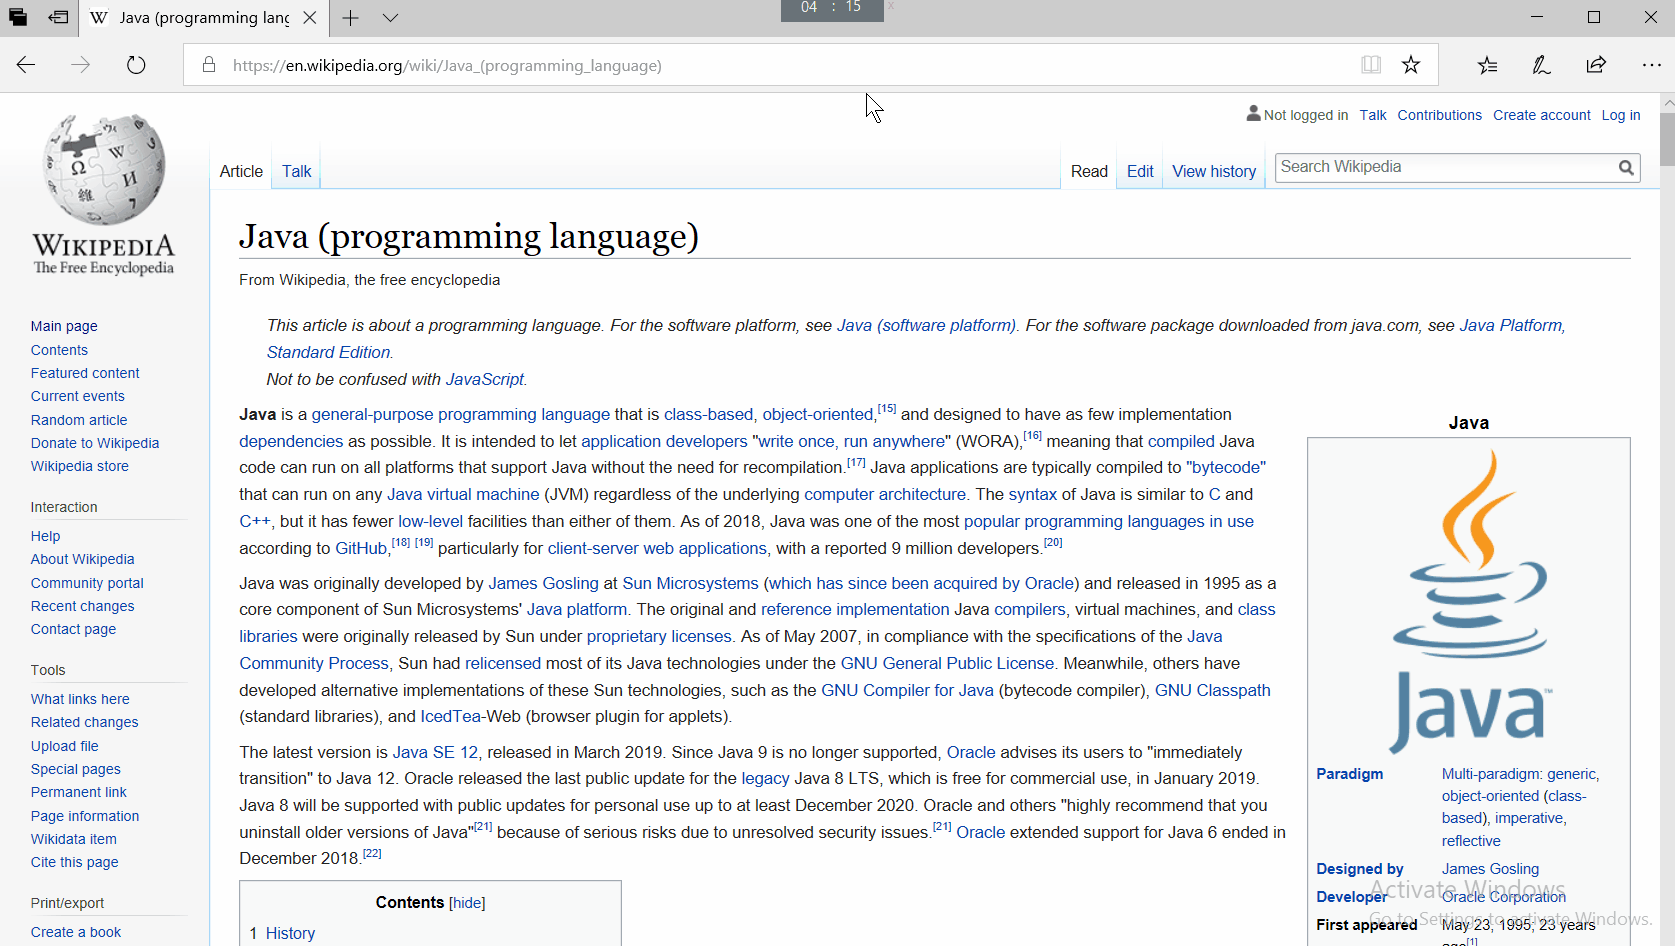 04 : 15 x
W Java (programming lang
https://en.wikipedia.org/wiki/Java_(programming_language)
Not logged in Talk Contributions Create account Log in
Article Talk Read Edit View history Search Wikipedia
WIKIPEDIA
The Free Encyclopedia
Main page
Contents
Featured content
Current events
Random article
Donate to Wikipedia
Wikipedia store
Interaction
Help
About Wikipedia
Community portal
Recent changes
Contact page
Tools
What links here
Related changes
Upload file
Special pages
Permanent link
Page information
Wikidata item
Cite this page
Print/export
Create a book
Java (programming language)
From Wikipedia, the free encyclopedia
This article is about a programming language. For the software platform, see Java (software platform). For the software package downloaded from java.com, see Java Platform,
Standard Edition.
Not to be confused with JavaScript.
Java is a general-purpose programming language that is class-based, object-oriented,[15] and designed to have as few implementation
dependencies as possible. It is intended to let application developers "write once, run anywhere" (WORA),[16] meaning that compiled Java
code can run on all platforms that support Java without the need for recompilation.[17] Java applications are typically compiled to "bytecode"
that can run on any Java virtual machine (JVM) regardless of the underlying computer architecture. The syntax of Java is similar to C and
C++, but it has fewer low-level facilities than either of them. As of 2018, Java was one of the most popular programming languages in use
according to GitHub,[18] [19] particularly for client-server web applications, with a reported 9 million developers.[20]
Java was originally developed by James Gosling at Sun Microsystems (which has since been acquired by Oracle) and released in 1995 as a
core component of Sun Microsystems' Java platform. The original and reference implementation Java compilers, virtual machines, and class
libraries were originally released by Sun under proprietary licenses. As of May 2007, in compliance with the specifications of the Java
Community Process, Sun had relicensed most of its Java technologies under the GNU General Public License. Meanwhile, others have
developed alternative implementations of these Sun technologies, such as the GNU Compiler for Java (bytecode compiler), GNU Classpath
(standard libraries), and IcedTea-Web (browser plugin for applets).
The latest version is Java SE 12, released in March 2019. Since Java 9 is no longer supported, Oracle advises its users to "immediately
transition" to Java 12. Oracle released the last public update for the legacy Java 8 LTS, which is free for commercial use, in January 2019.
Java 8 will be supported with public updates for personal use up to at least December 2020. Oracle and others "highly recommend that you
uninstall older versions of Java"[21] because of serious risks due to unresolved security issues.[21] Oracle extended support for Java 6 ended in
December 2018.[22]
Contents [hide]
1 History
Java
Java™
Paradigm Multi-paradigm: generic,
object-oriented (class-
based), imperative,
reflective
Designed by James Gosling
Developer Oracle Corporation
First appeared May 23, 1995; 23 years
ago[1]
Activate Windows
Go to Settings to activate Windows.